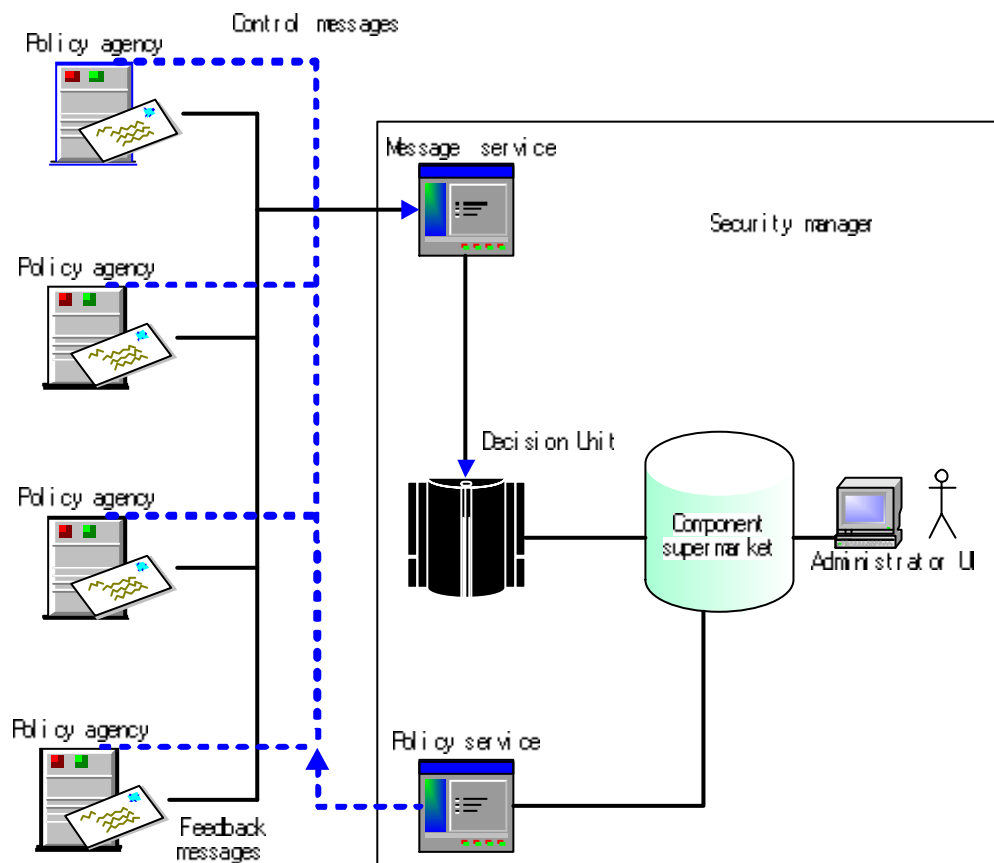 Control messages
Policy agency
Message service
Security manager
Policy agency
Decision Unit
Component
supermarket
Policy agency
Administrator UI
Policy agency
Policy service
Feedback
messages